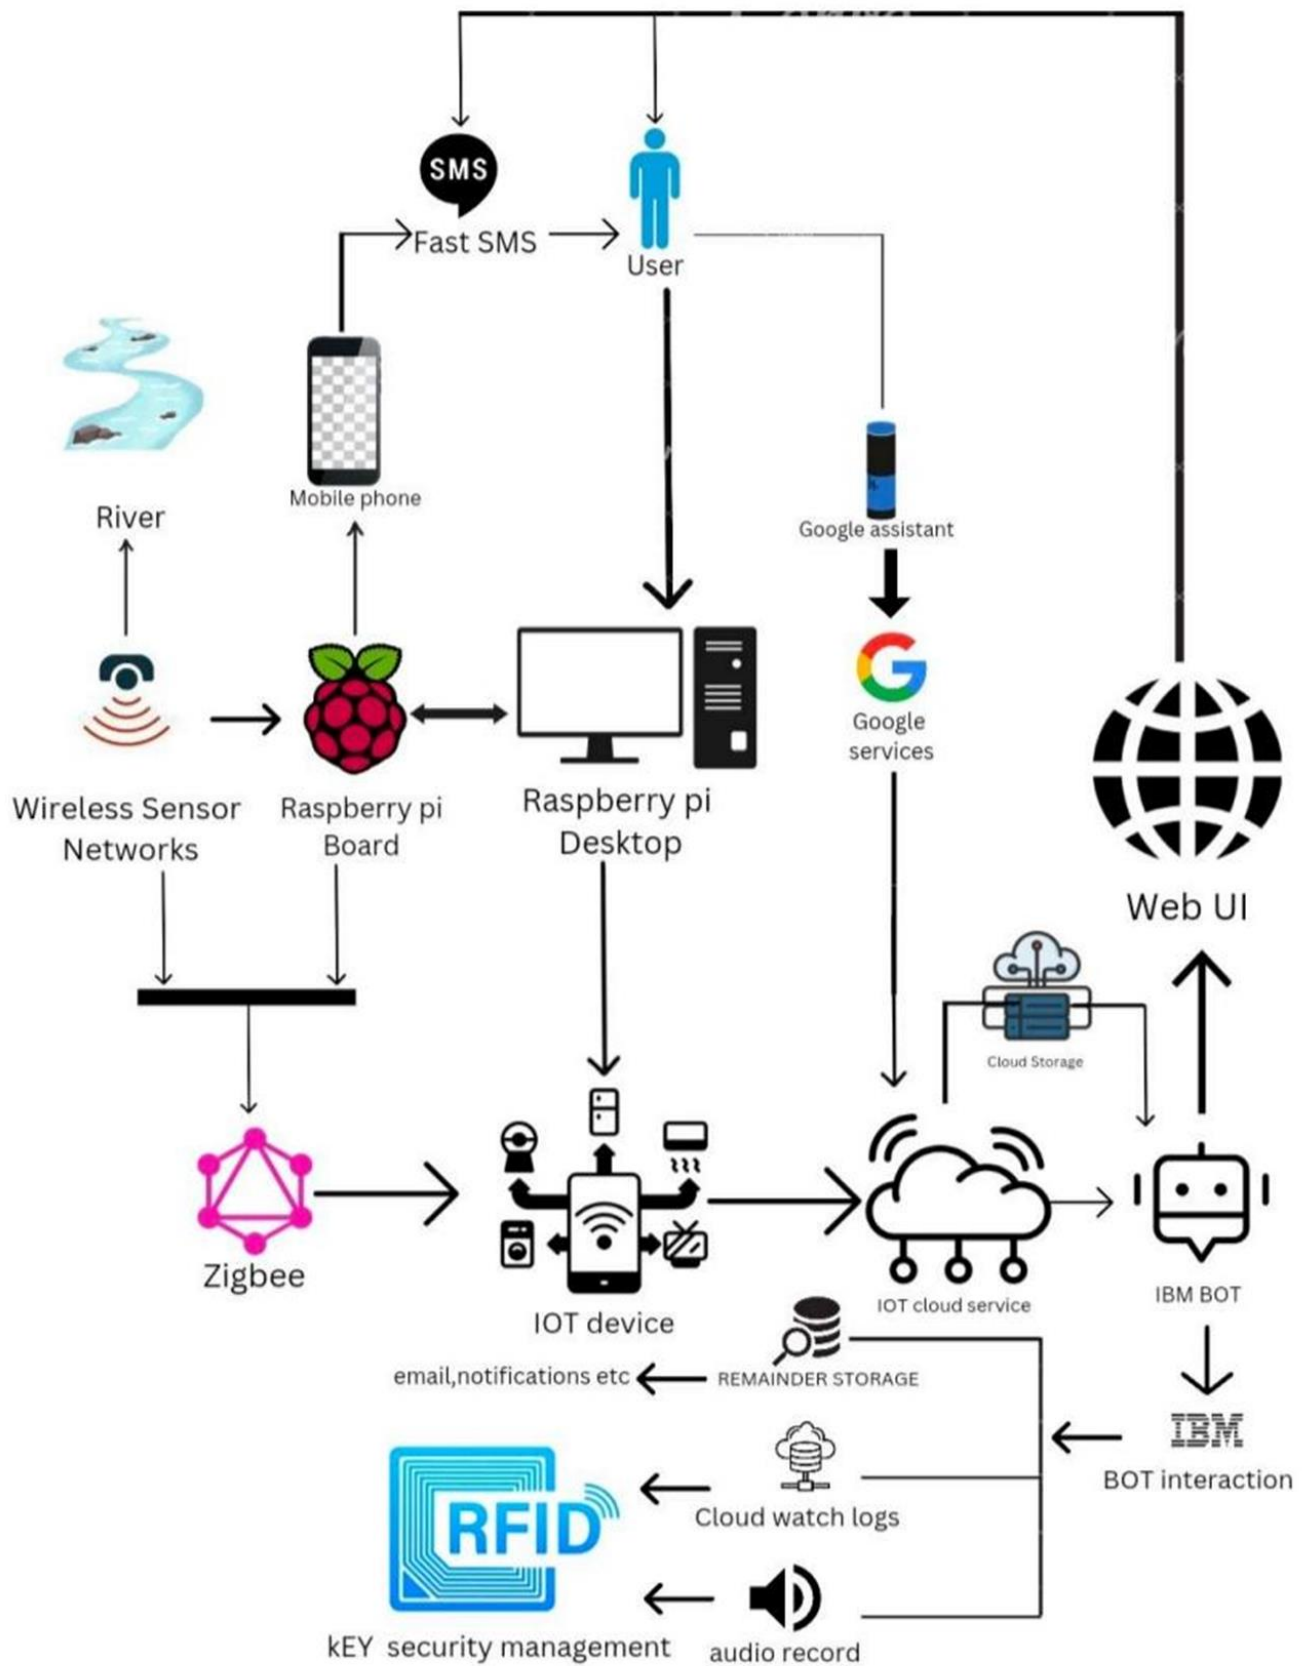 SMS
Fast SMS
User
Mobile phone
River
Google assistant
Google
services
Wireless Sensor
Networks
Raspberry pi
Board
Raspberry pi
Desktop
Web UI
Cloud Storage
Zigbee
IOT device
IOT cloud service
IBM BOT
email,notifications etc
REMAINDER STORAGE
IBM
BOT interaction
Cloud watch logs
RFID
kEY security management
audio record